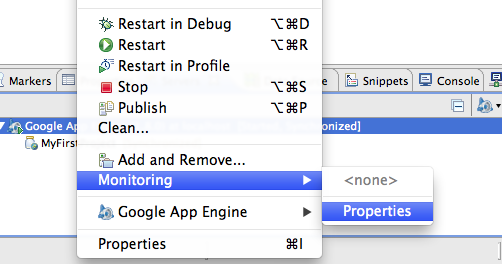 Restart in Debug ⌥⌘D
Restart ⌥⌘R
Restart in Profile
Stop ⌥⌘S
Publish ⌥⌘P
Clean...
Markers
Snippets
Console
Google App
onized]
MyFirst
Add and Remove...
Monitoring
<none>
Properties
Google App Engine
Properties ⌘I